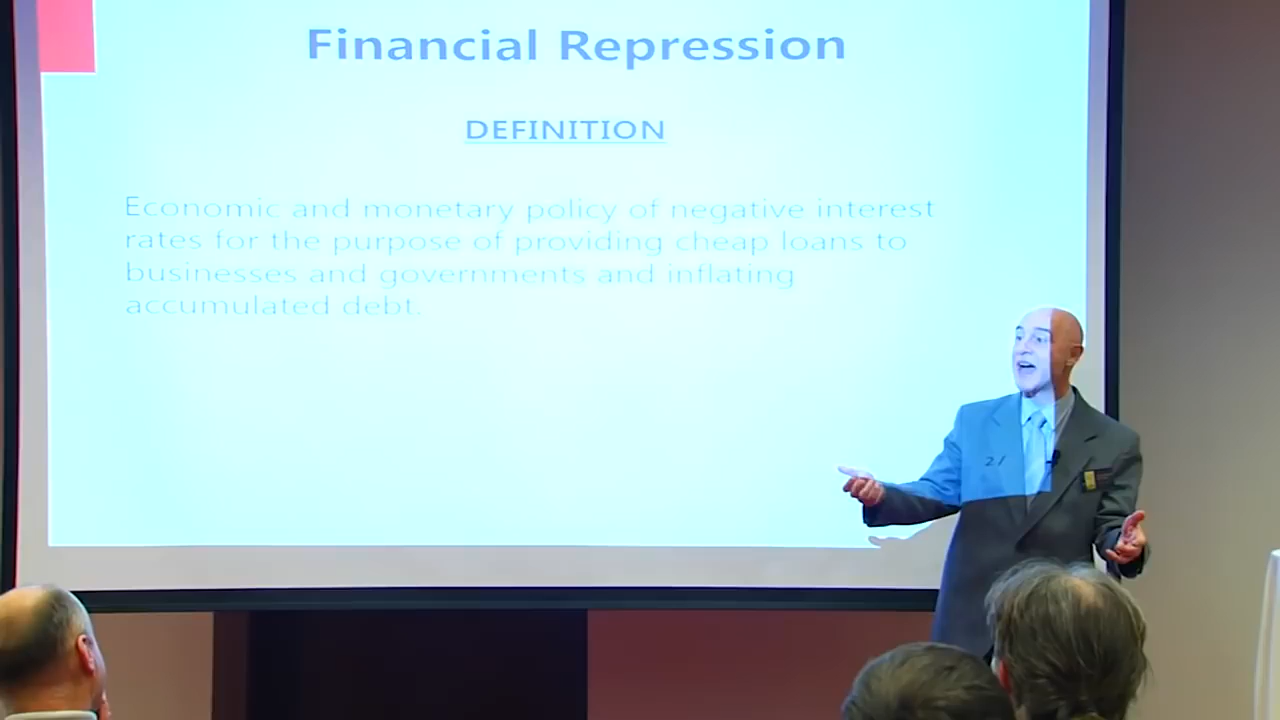 Financial Repression
DEFINITION
Economic and monetary policy of negative interest
rates for the purpose of providing cheap loans to
businesses and governments and inflating
accumulated debt.